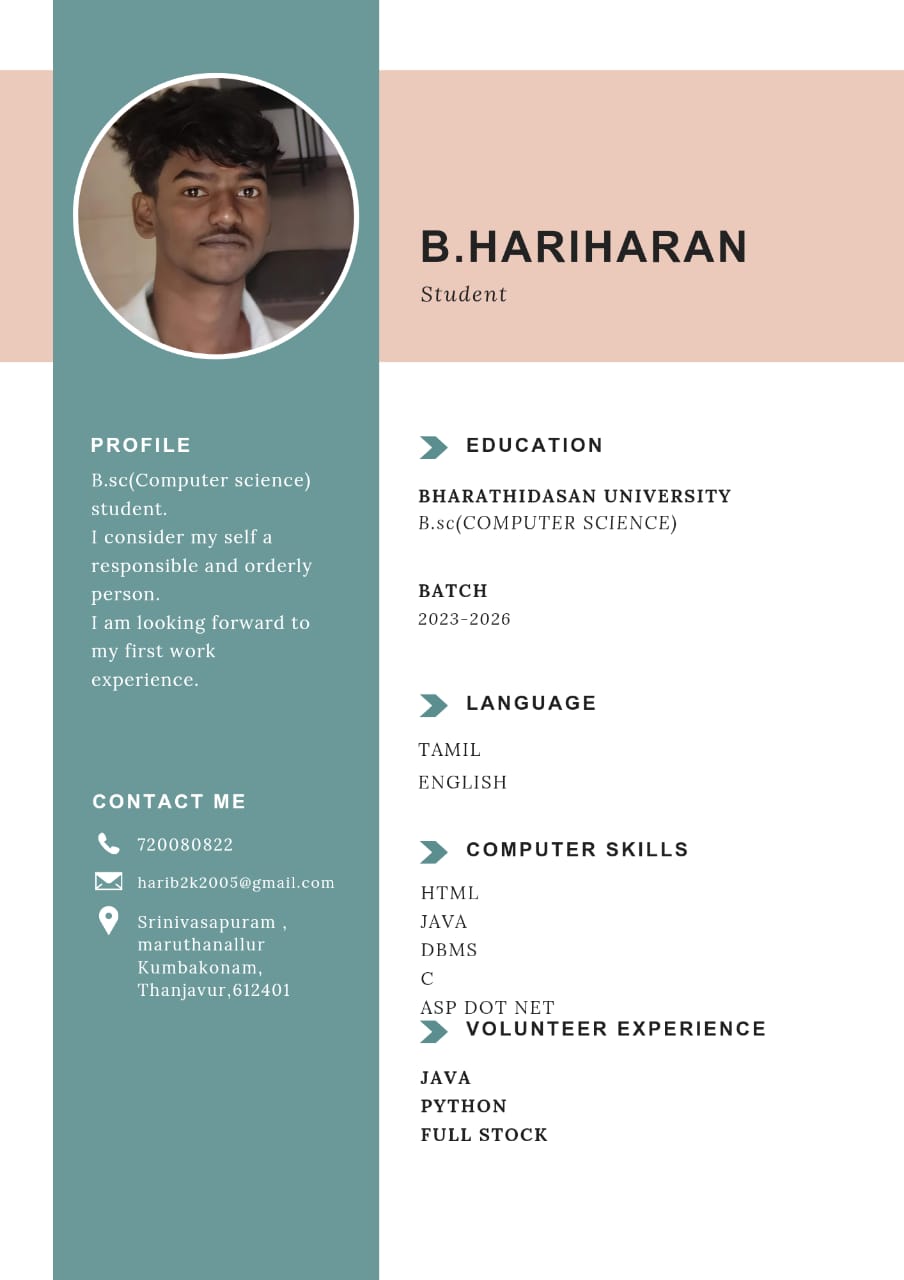 B.HARIHARAN
Student
PROFILE
B.sc(Computer science)
student.
I consider my self a
responsible and orderly
person.
I am looking forward to
my first work
experience.
CONTACT ME
720080822
harib2k2005@gmail.com
Srinivasapuram ,
maruthanallur
Kumbakonam,
Thanjavur,612401
EDUCATION
BHARATHIDASAN UNIVERSITY
B.sc(COMPUTER SCIENCE)
BATCH
2023-2026
LANGUAGE
TAMIL
ENGLISH
COMPUTER SKILLS
HTML
JAVA
DBMS
C
ASP DOT NET
VOLUNTEER EXPERIENCE
JAVA
PYTHON
FULL STOCK